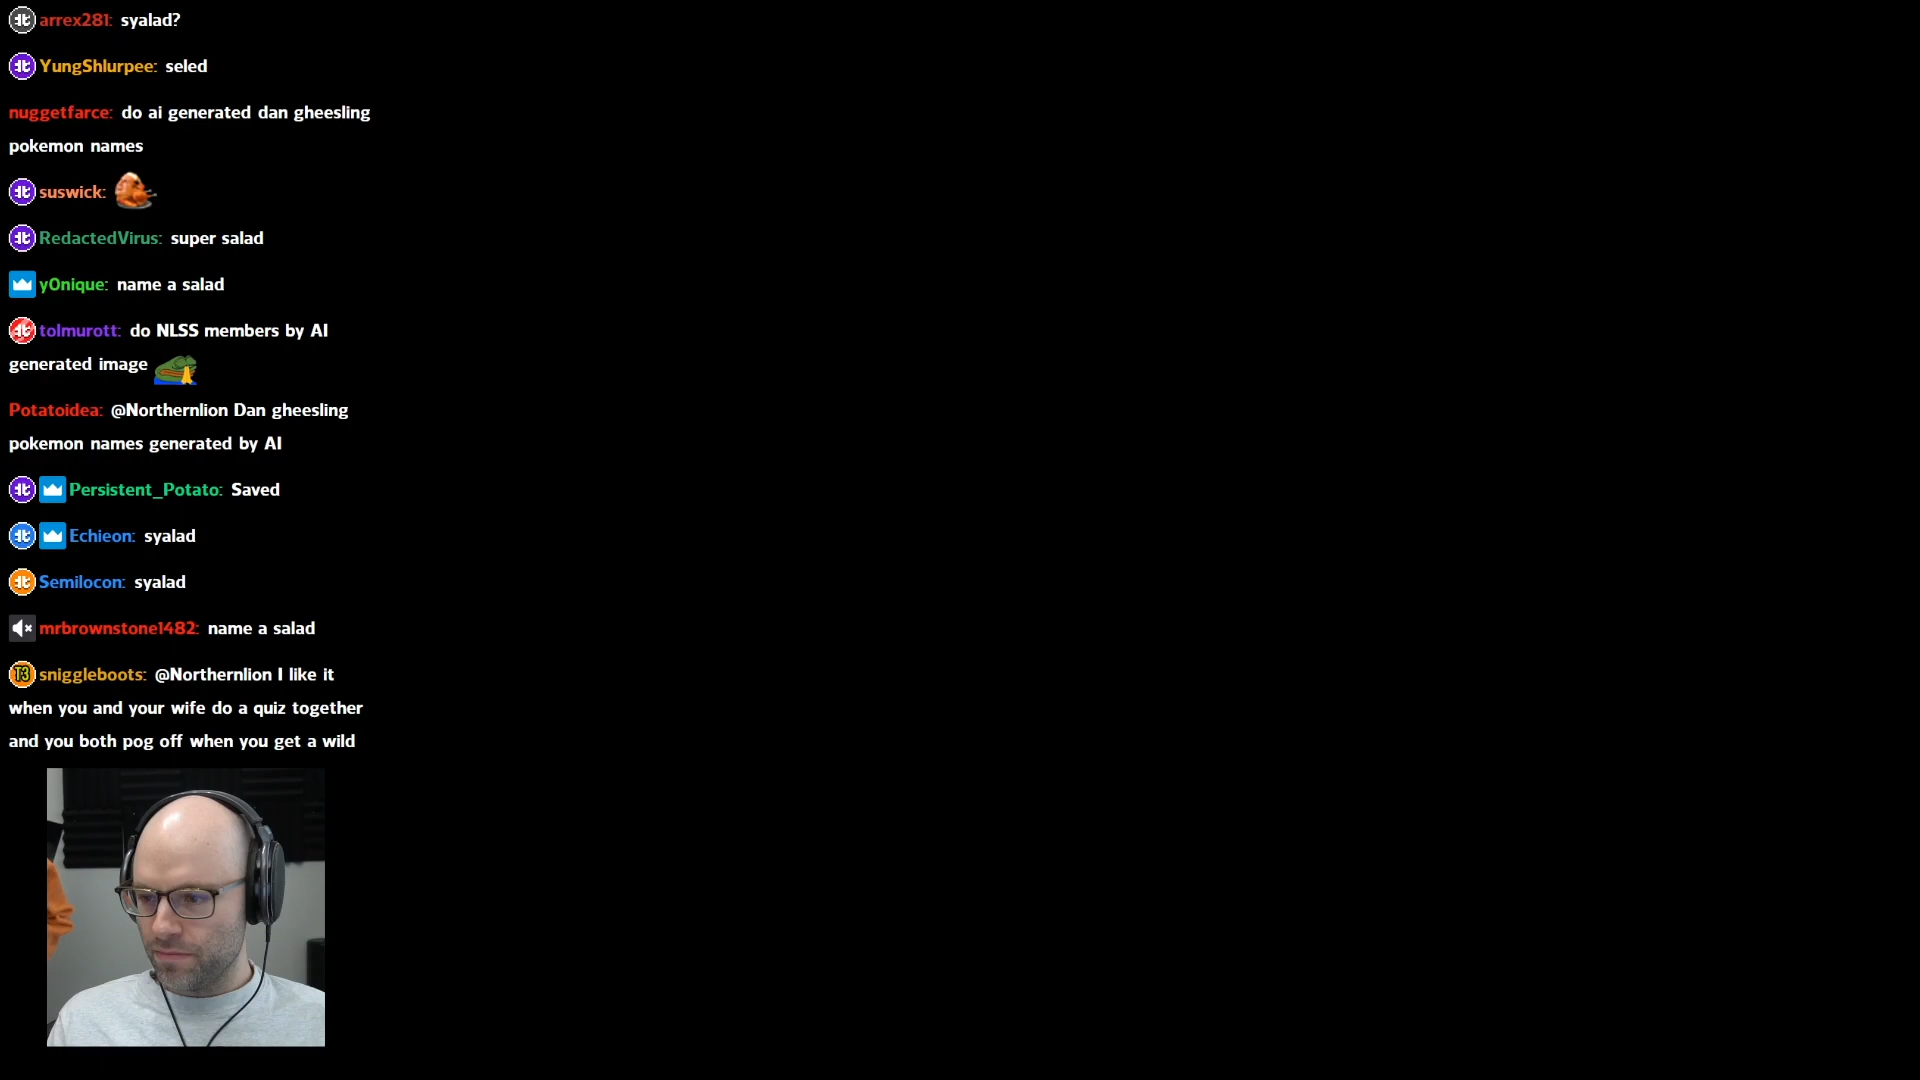 arrex281: syalad?
YungShlurpee: seled
nuggetfarce: do ai generated dan gheesling
pokemon names
suswick:
RedactedVirus: super salad
y0nique: name a salad
tolmurott: do NLSS members by AI
generated image
Potatoidea: @Northernlion Dan gheesling
pokemon names generated by AI
Persistent_Potato: Saved
Echieon: syalad
Semilocon: syalad
mrbrownstone1482: name a salad
T3 sniggleboots: @Northernlion I like it
when you and your wife do a quiz together
and you both pog off when you get a wild